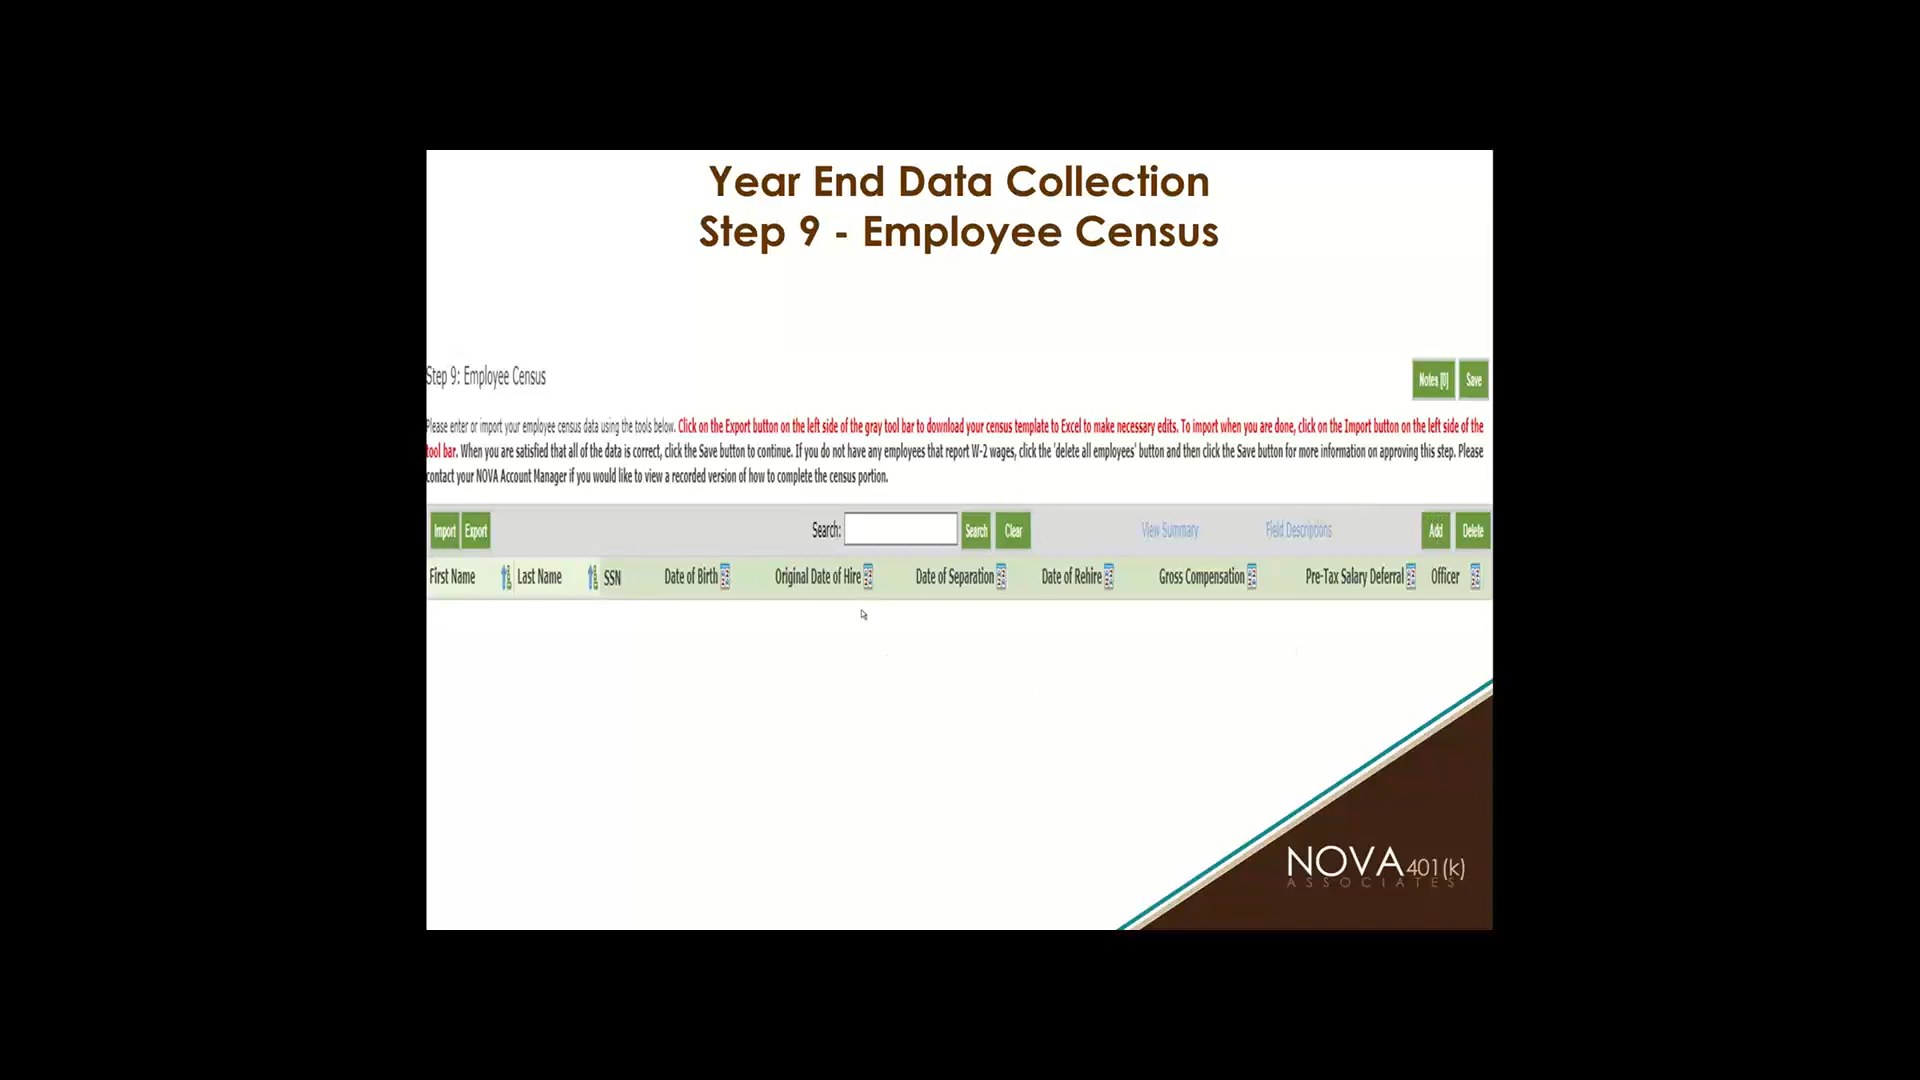 Year End Data Collection
Step 9 - Employee Census
Step 9: Employee Census
Notes [0] Save
Please enter or import your employee census data using the tools below. Click on the Export button on the left side of the gray tool bar to download your census template to Excel to make necessary edits. To import when you are done, click on the Import button on the left side of the
tool bar. When you are satisfied that all of the data is correct, click the Save button to continue. If you do not have any employees that report W-2 wages, click the 'delete all employees' button and then click the Save button for more information on approving this step. Please
contact your NOVA Account Manager if you would like to view a recorded version of how to complete the census portion.
Import Export Search: Search Clear View Summary Field Descriptions Add Delete
First Name Last Name SSN Date of Birth Original Date of Hire Date of Separation Date of Rehire Gross Compensation Pre-Tax Salary Deferral Officer
NOVA 401(k)
ASSOCIATES